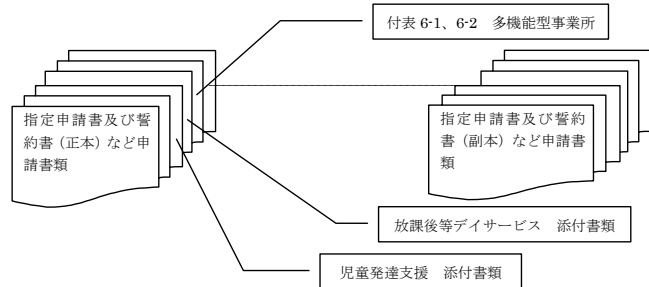 付表 6-1、6-2　多機能型事業所
指定申請書及び誓
約書（正本）など申
請書類
指定申請書及び誓約
書（副本）など申請書
類
放課後等デイサービス　添付書類
児童発達支援　添付書類